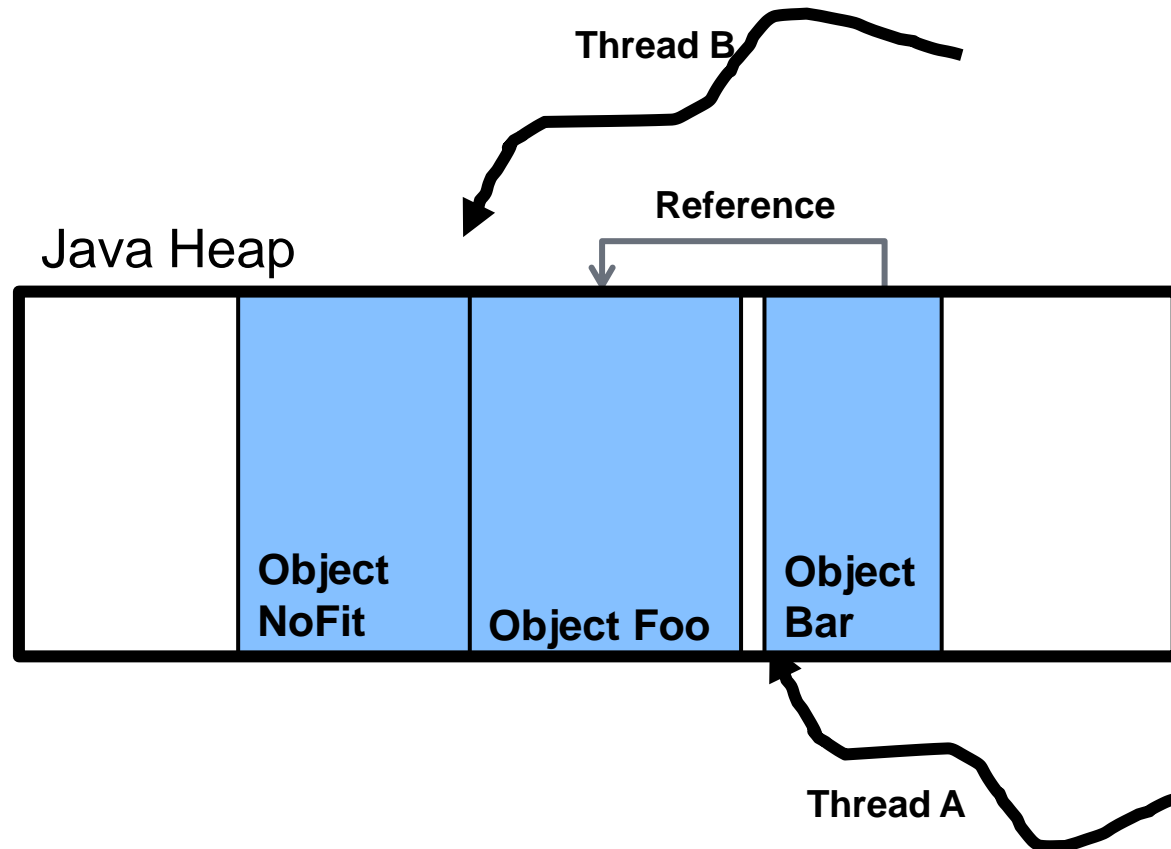 Thread B
Reference
Java Heap
Object
NoFit
Object Foo
Object
Bar
Thread A